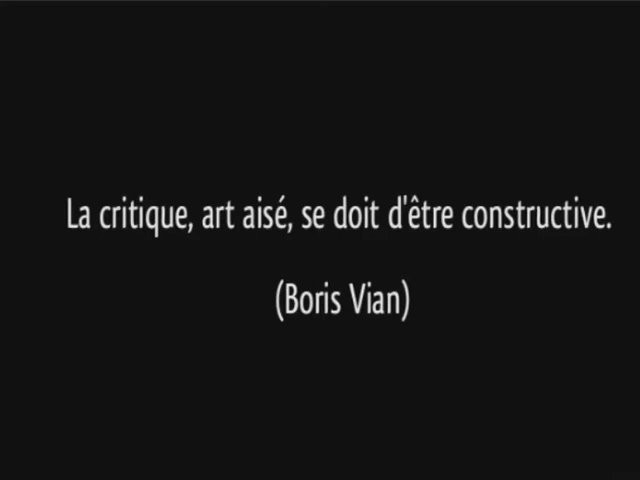 La critique, art aisé, se doit d'être constructive.
(Boris Vian)